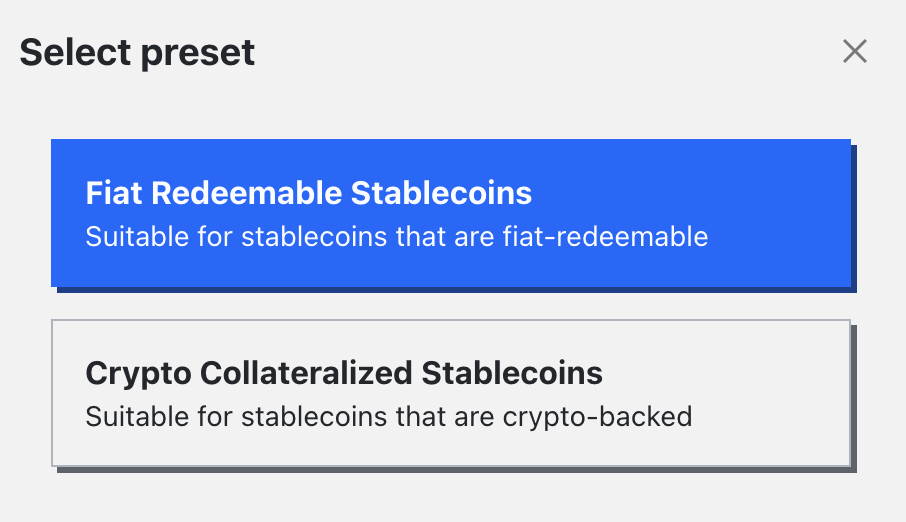 Select preset
Fiat Redeemable Stablecoins
Suitable for stablecoins that are fiat-redeemable
Crypto Collateralized Stablecoins
Suitable for stablecoins that are crypto-backed